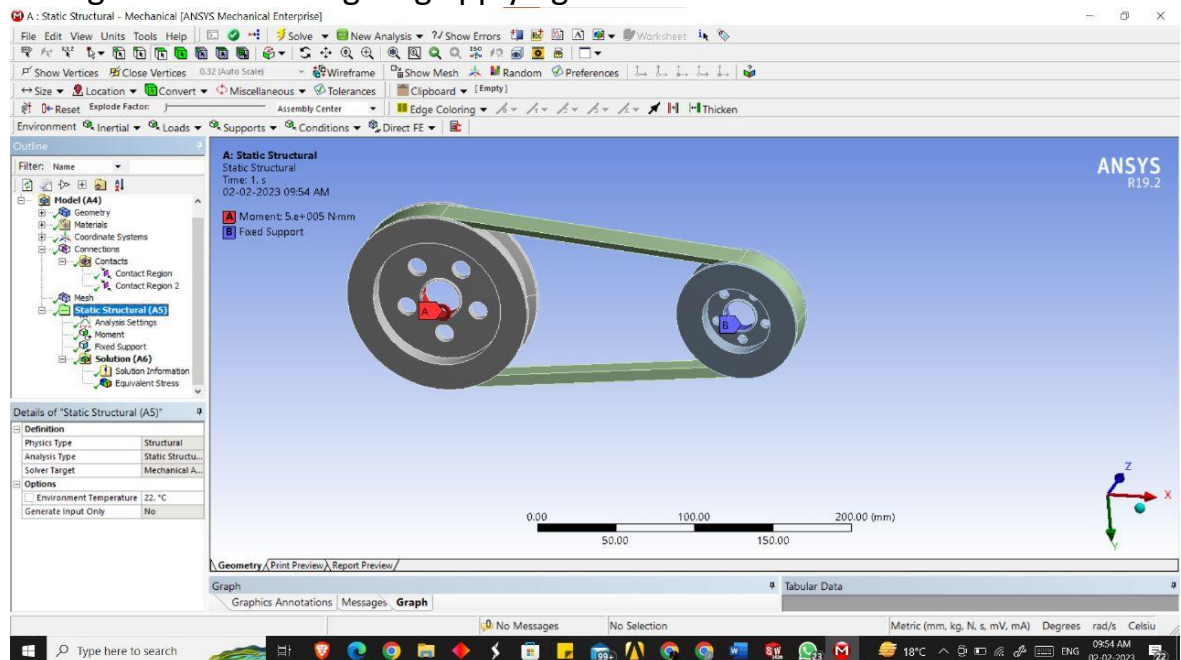 A : Static Structural - Mechanical [ANSYS Mechanical Enterprise]
File Edit View Units Tools Help Solve New Analysis ?/ Show Errors Worksheet
Show Vertices Close Vertices 0.32 (Auto Scale) Wireframe Show Mesh Random Preferences
Size Location Convert Miscellaneous Tolerances Clipboard [Empty]
Reset Explode Factor: Assembly Center Edge Coloring Thicken
Environment Inertial Loads Supports Conditions Direct FE
Outline
Filter: Name
Model (A4)
Geometry
Materials
Coordinate Systems
Connections
Contacts
Contact Region
Contact Region 2
Mesh
Static Structural (A5)
Analysis Settings
Moment
Fixed Support
Solution (A6)
Solution Information
Equivalent Stress
Details of "Static Structural (A5)"
Definition
Physics Type Structural
Analysis Type Static Structu...
Solver Target Mechanical A...
Options
Environment Temperature 22. °C
Generate Input Only No
A: Static Structural
Static Structural
Time: 1. s
02-02-2023 09:54 AM
A Moment: 5.e+005 N·mm
B Fixed Support
ANSYS
R19.2
A
B
Z
X
Y
0.00 100.00 200.00 (mm)
50.00 150.00
Geometry Print Preview Report Preview
Graph
Tabular Data
Graphics Annotations Messages Graph
No Messages No Selection Metric (mm, kg, N, s, mV, mA) Degrees rad/s Celsiu
Type here to search
99+
23
18°C ENG
09:54 AM
02-02-2023
22